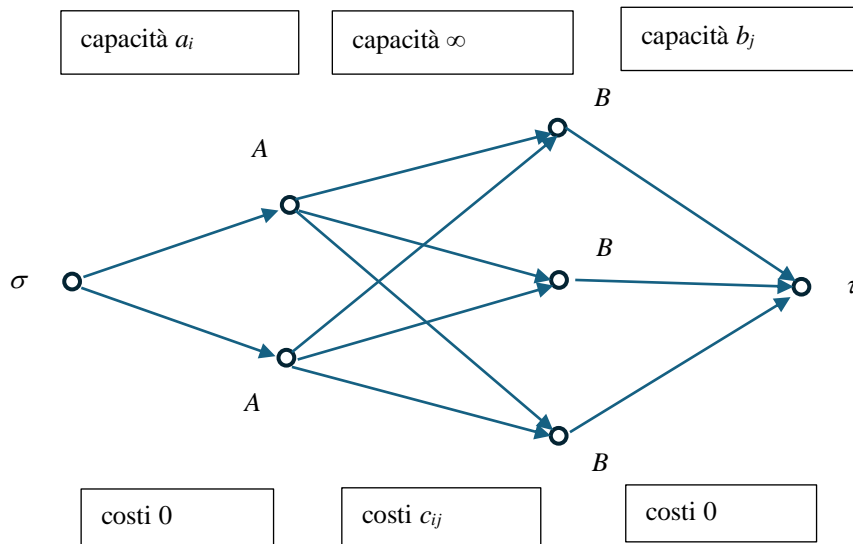 capacità aᵢ
capacità ∞
capacità bⱼ
B
A
B
σ
A
B
costi 0
costi cᵢⱼ
costi 0